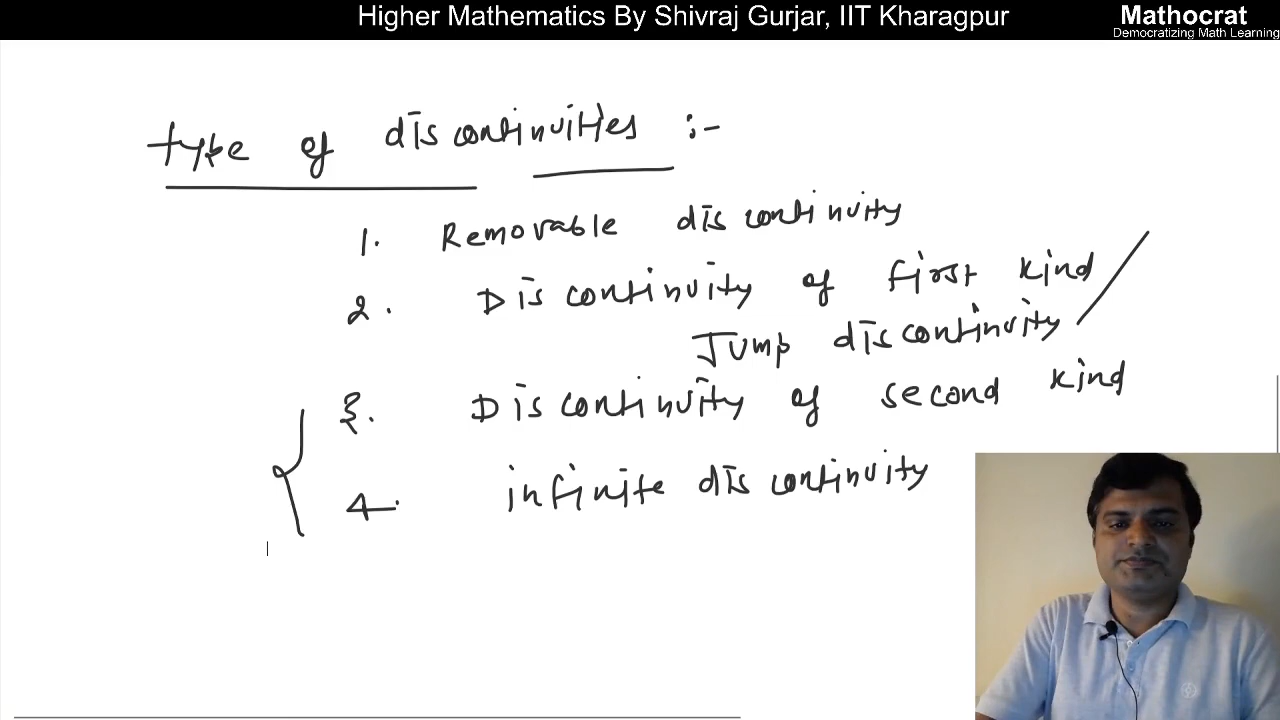 Higher Mathematics By Shivraj Gurjar, IIT Kharagpur
Mathocrat
Democratizing Math Learning
type of discontinuities :-
1. Removable discontinuity
2. Discontinuity of first kind /
Jump discontinuity
3. Discontinuity of second kind
4. infinite discontinuity